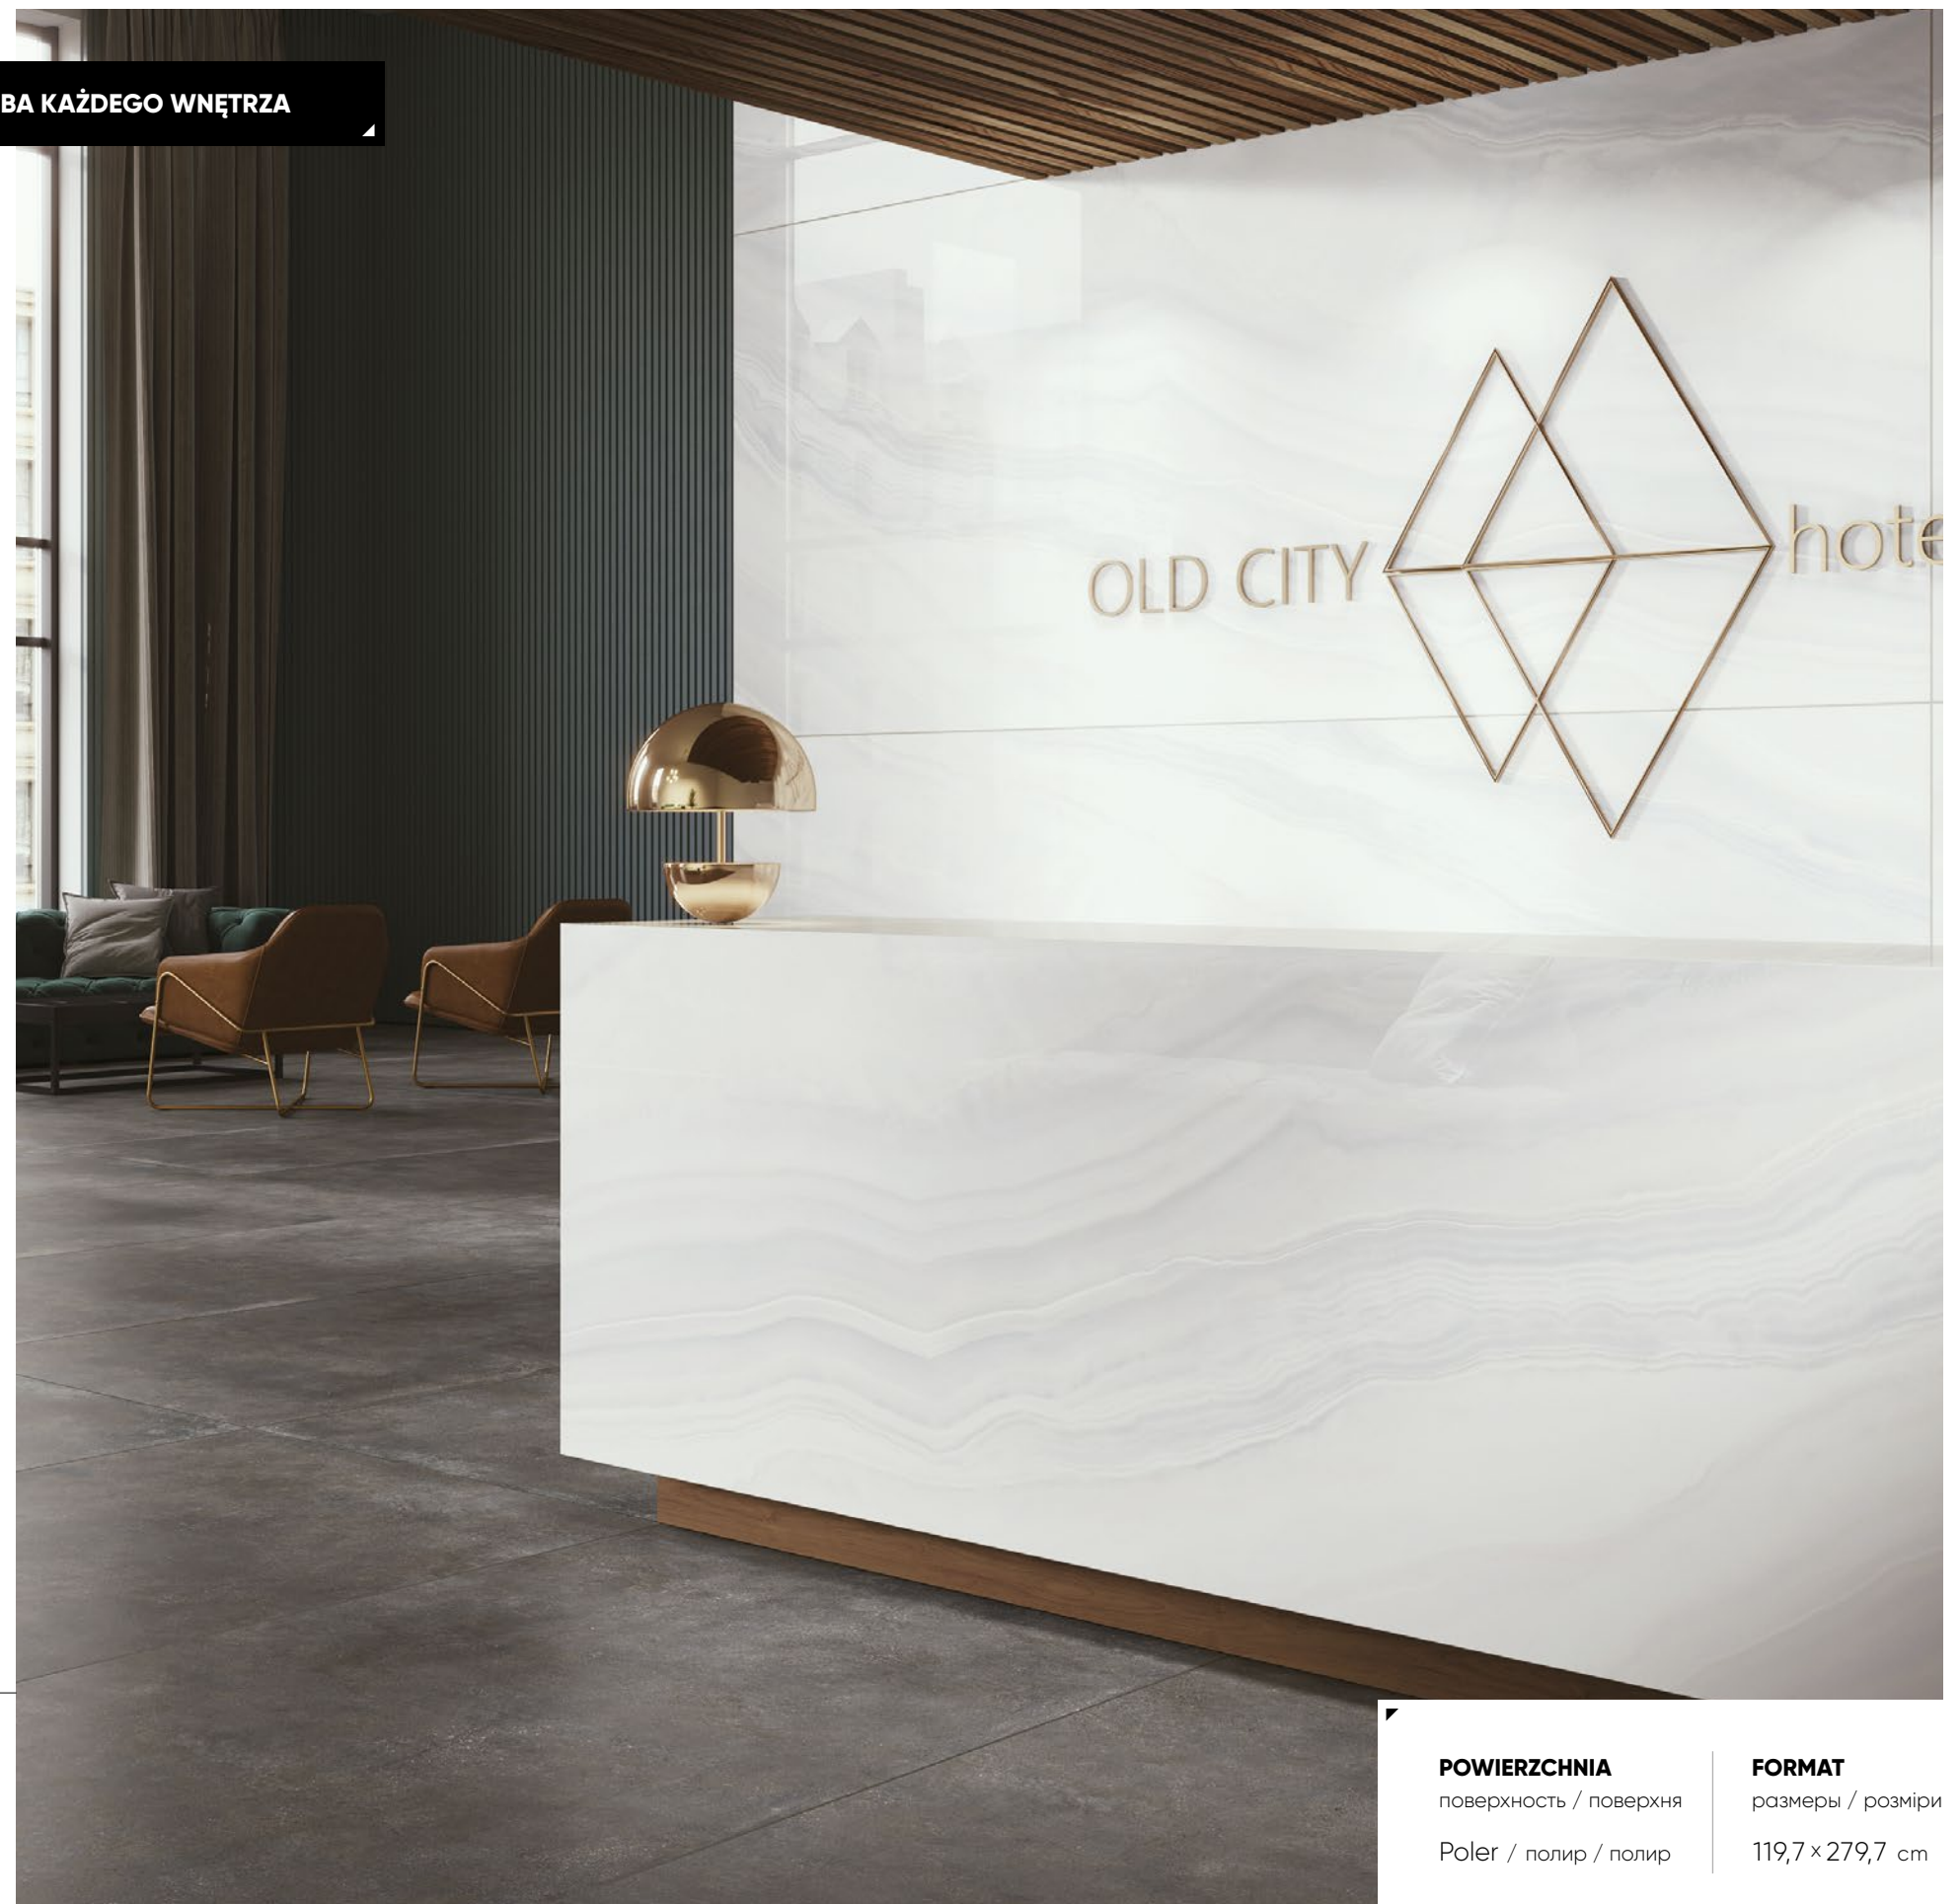 BA KAŻDEGO WNĘTRZA
OLD CITY
hote
POWIERZCHNIA
поверхность / поверхня
Poler / полир / полир
FORMAT
размеры / розміри
119,7 × 279,7 cm